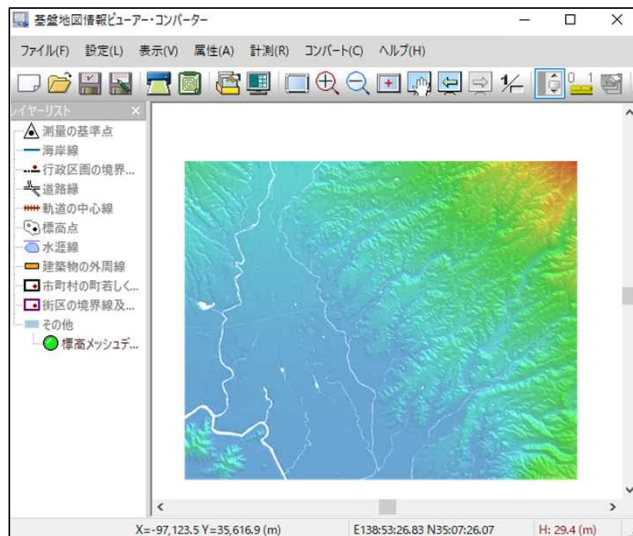 基盤地図情報ビューアー・コンバーター
ファイル(F) 設定(L) 表示(V) 属性(A) 計測(R) コンバート(C) ヘルプ(H)
レイヤーリスト
測量の基準点
海岸線
行政区画の境界...
道路縁
軌道の中心線
標高点
水涯線
建築物の外周線
市町村の町若しく...
街区の境界線及...
その他
標高メッシュデ...
X=-97,123.5 Y=35,616.9 (m) E138:53:26.83 N35:07:26.07 H: 29.4 (m)